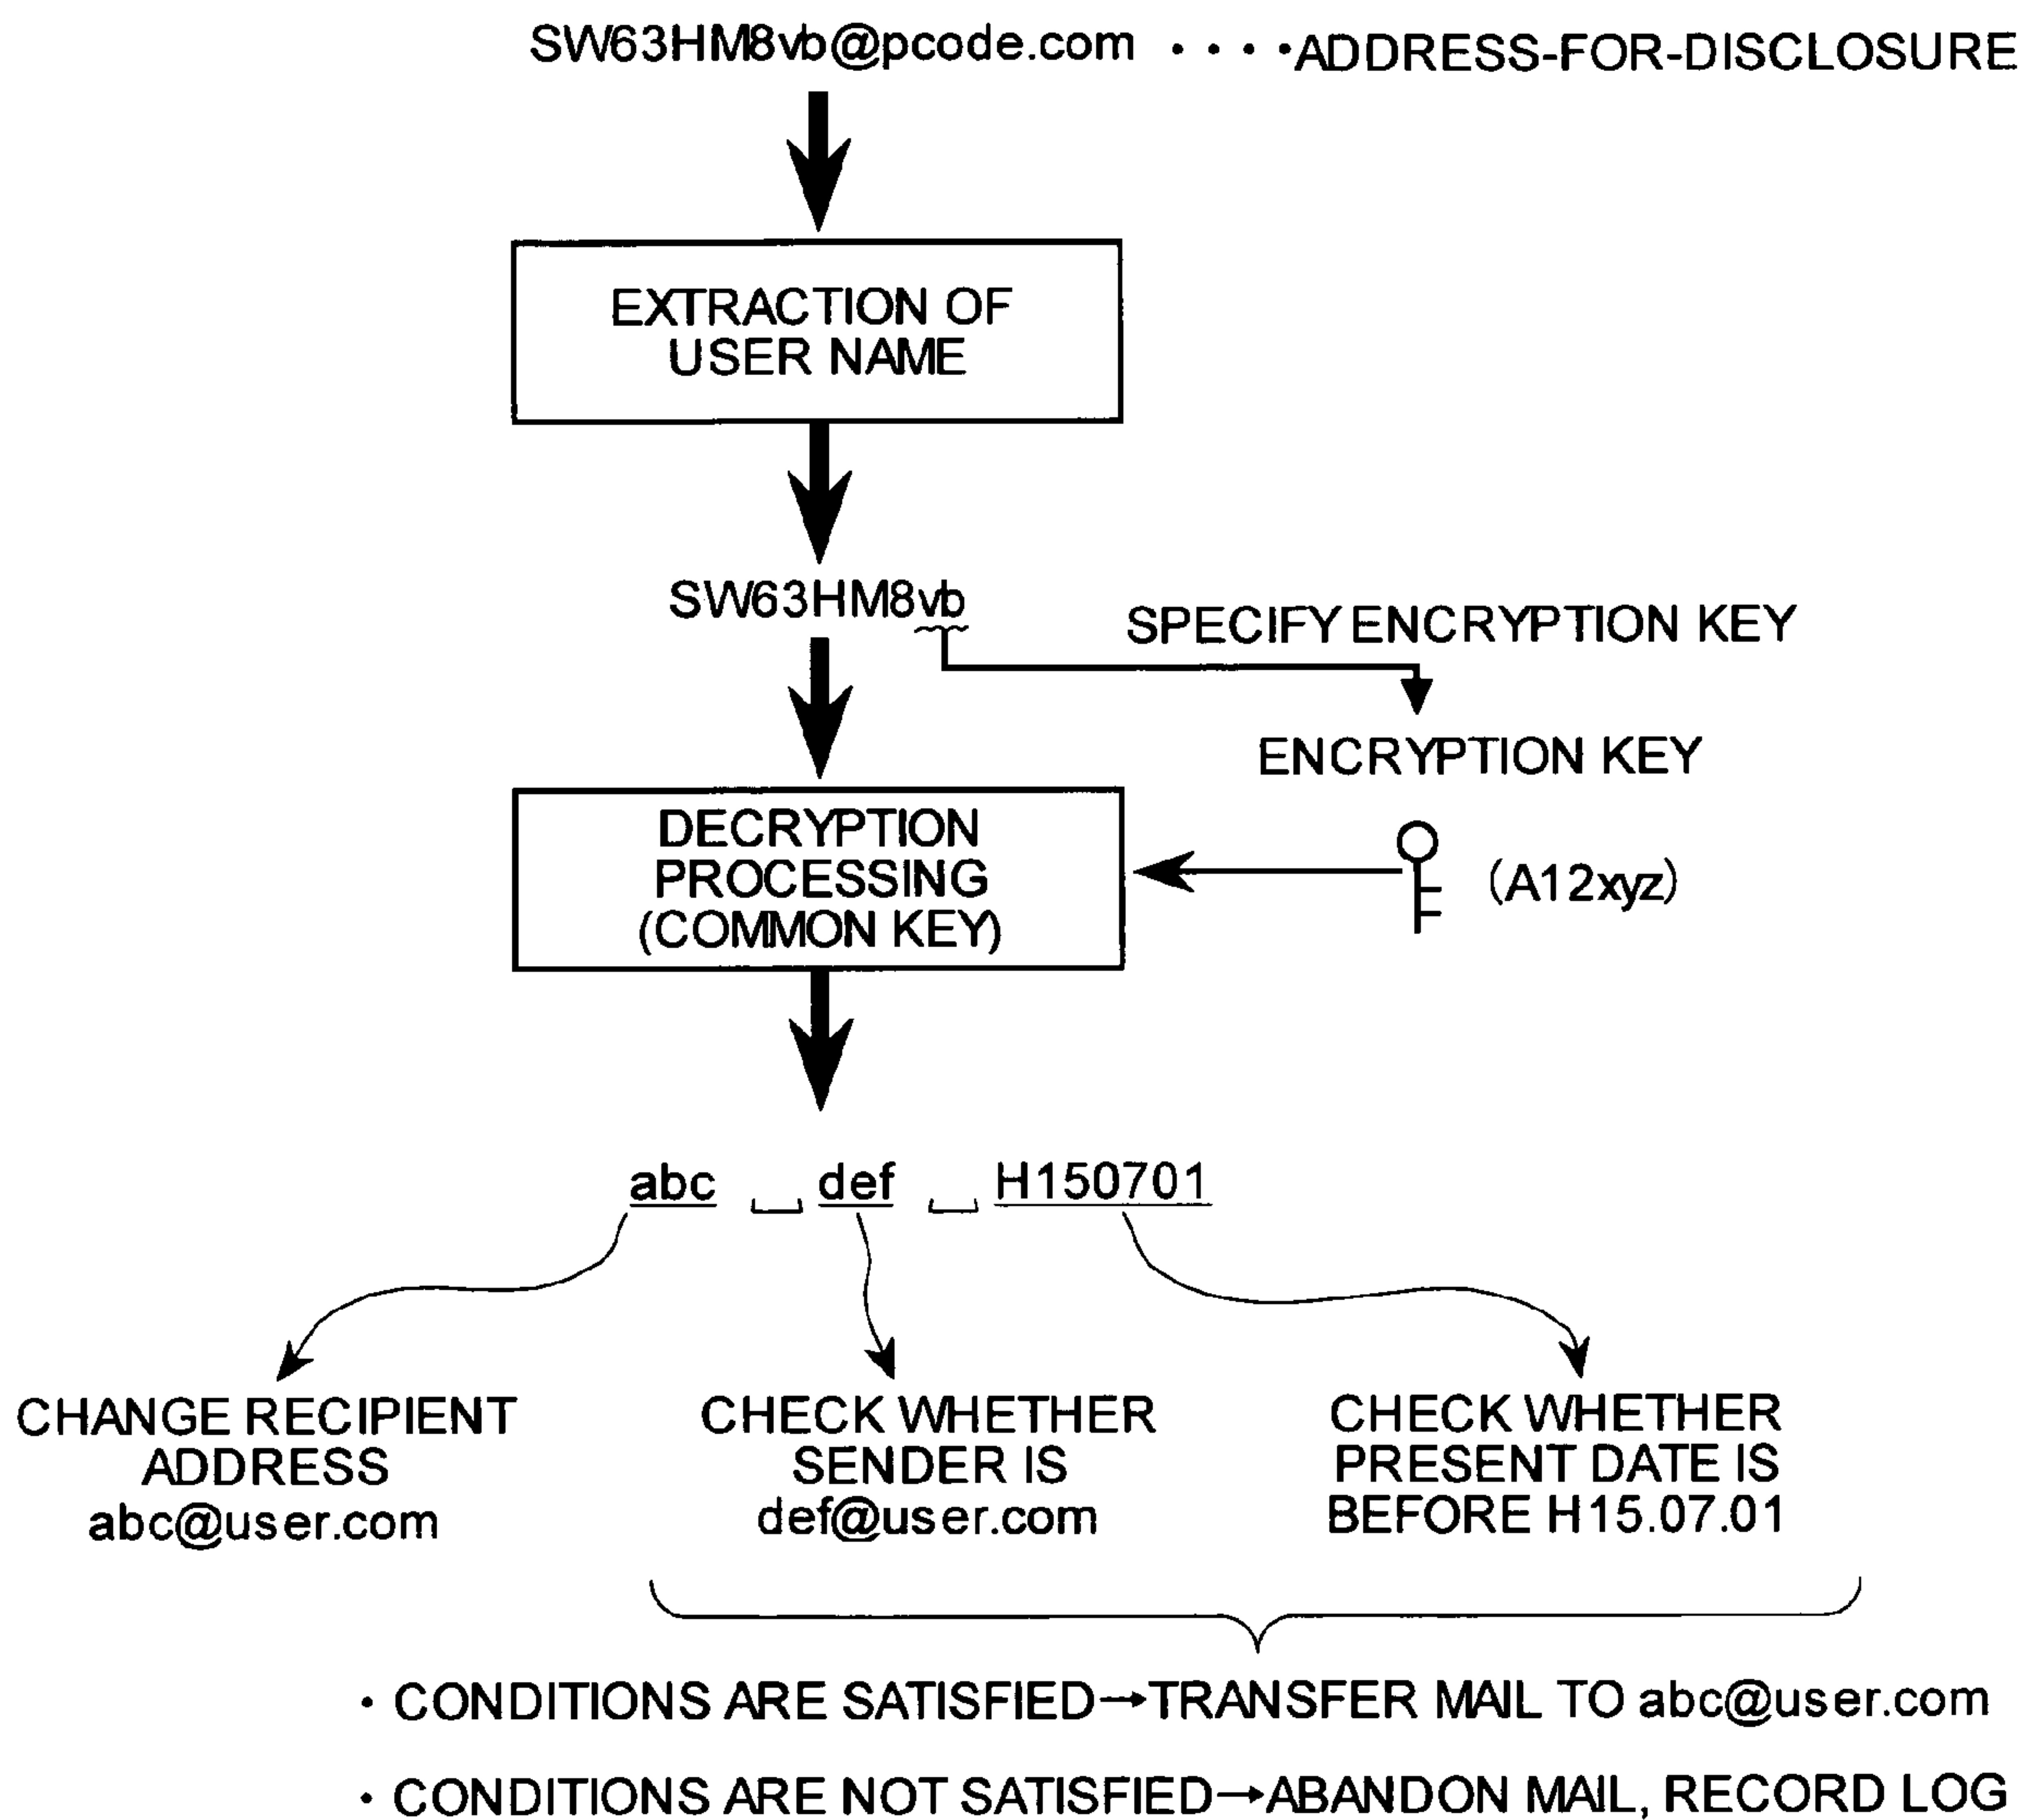 SW63HM8vb@pcode.com ・・・・ADDRESS-FOR-DISCLOSURE
EXTRACTION OF
USER NAME
SW63HM8vb
SPECIFY ENCRYPTION KEY
ENCRYPTION KEY
DECRYPTION
PROCESSING
(COMMON KEY)
(A12xyz)
abc def H150701
CHANGE RECIPIENT
ADDRESS
abc@user.com
CHECK WHETHER
SENDER IS
def@user.com
CHECK WHETHER
PRESENT DATE IS
BEFORE H15.07.01
・CONDITIONS ARE SATISFIED→TRANSFER MAIL TO abc@user.com
・CONDITIONS ARE NOT SATISFIED→ABANDON MAIL, RECORD LOG